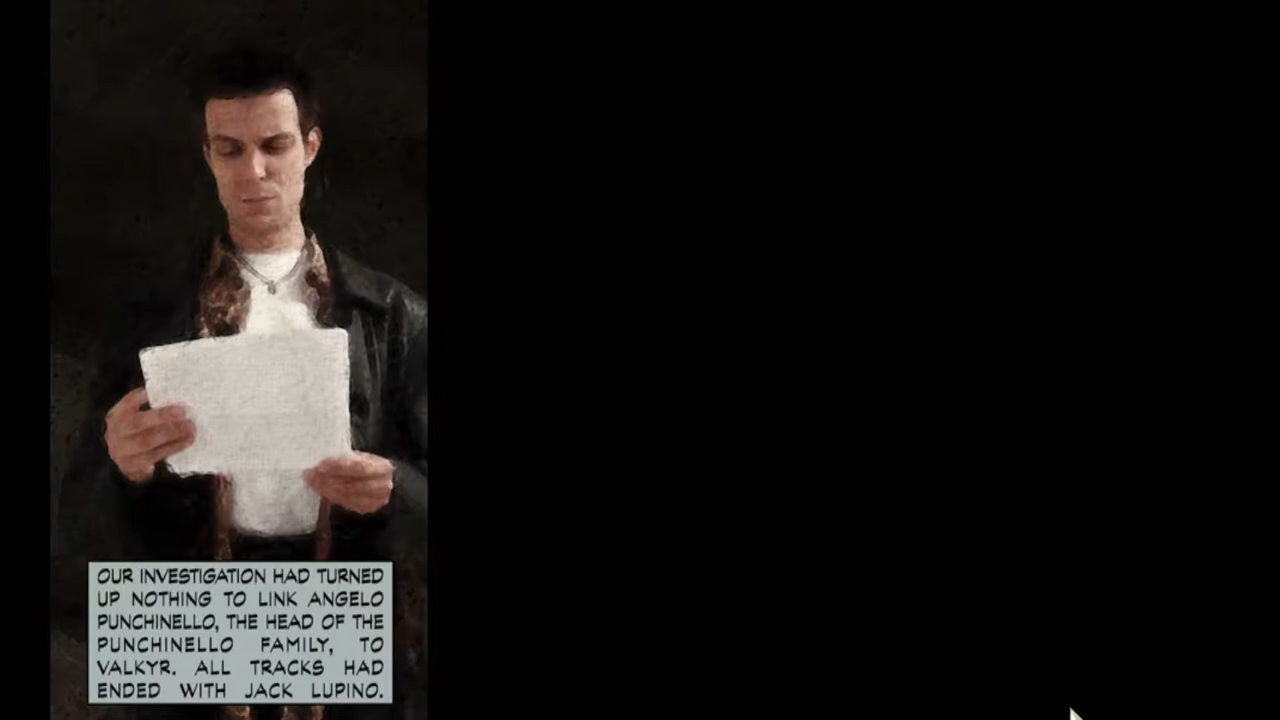 OUR INVESTIGATION HAD TURNED
UP NOTHING TO LINK ANGELO
PUNCHINELLO, THE HEAD OF THE
PUNCHINELLO FAMILY, TO
VALKYR. ALL TRACKS HAD
ENDED WITH JACK LUPINO.